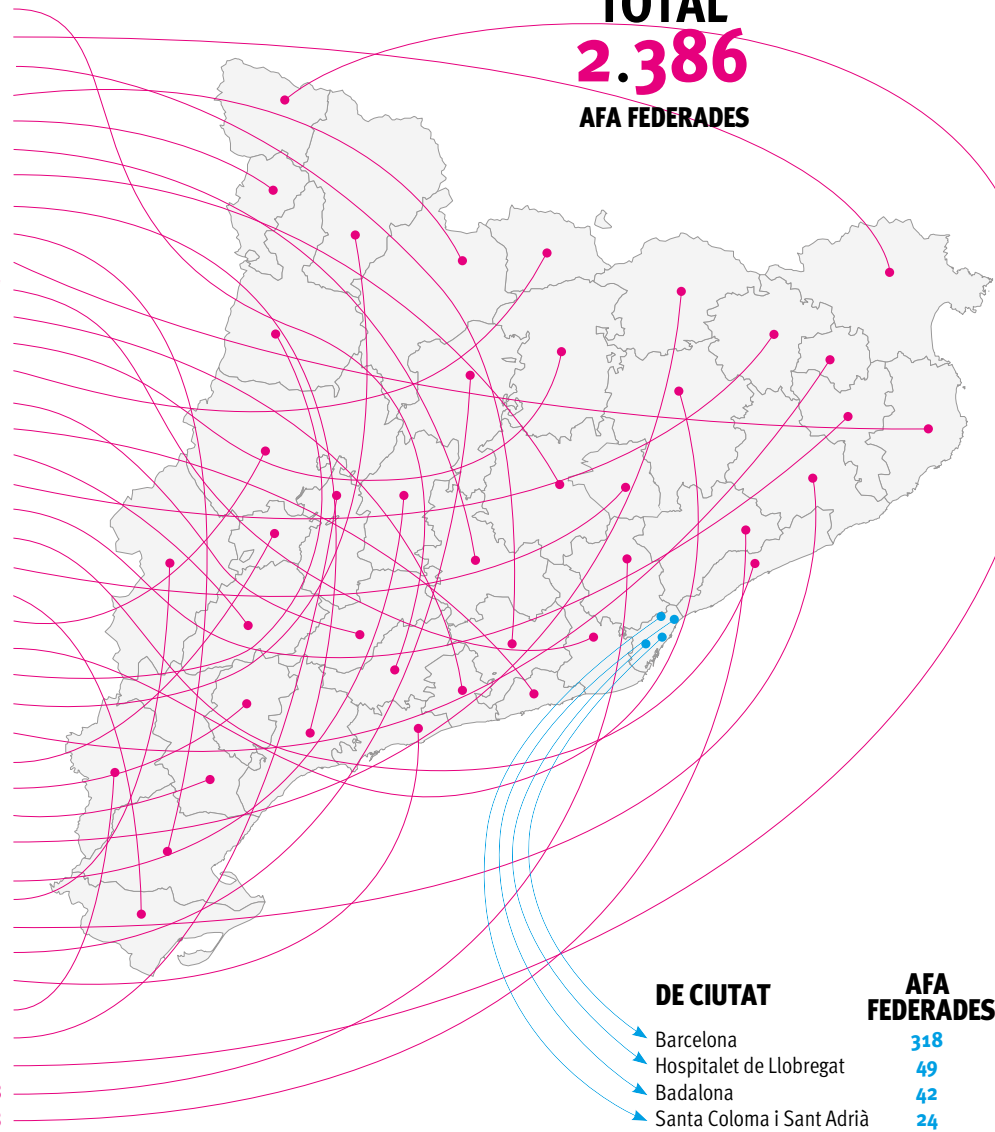 TOTAL
2.386
AFA FEDERADES
DE CIUTAT
AFA
FEDERADES
Barcelona 318
Hospitalet de Llobregat 49
Badalona 42
Santa Coloma i Sant Adrià 24